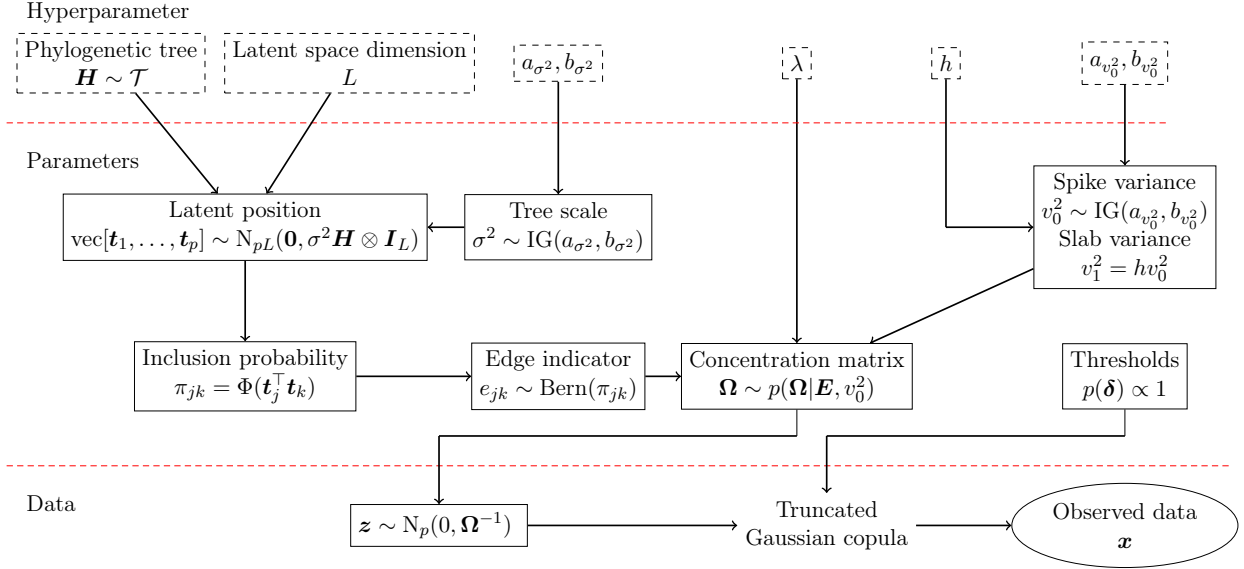 Hyperparameter
Phylogenetic tree
𝑯 ∼ 𝒯
Latent space dimension
L
a_{σ²}, b_{σ²}
λ
h
a_{v₀²}, b_{v₀²}
Parameters
Latent position
vec[𝒕₁, …, 𝒕ₚ] ∼ N_{pL}(𝟎, σ²𝑯 ⊗ 𝑰_L)
Tree scale
σ² ∼ IG(a_{σ²}, b_{σ²})
Spike variance
v₀² ∼ IG(a_{v₀²}, b_{v₀²})
Slab variance
v₁² = hv₀²
Inclusion probability
π_{jk} = Φ(𝒕_j^⊤ 𝒕_k)
Edge indicator
e_{jk} ∼ Bern(π_{jk})
Concentration matrix
𝛀 ∼ p(𝛀|𝑬, v₀²)
Thresholds
p(𝜹) ∝ 1
Data
𝒛 ∼ N_p(0, 𝛀⁻¹)
Truncated
Gaussian copula
Observed data
𝒙